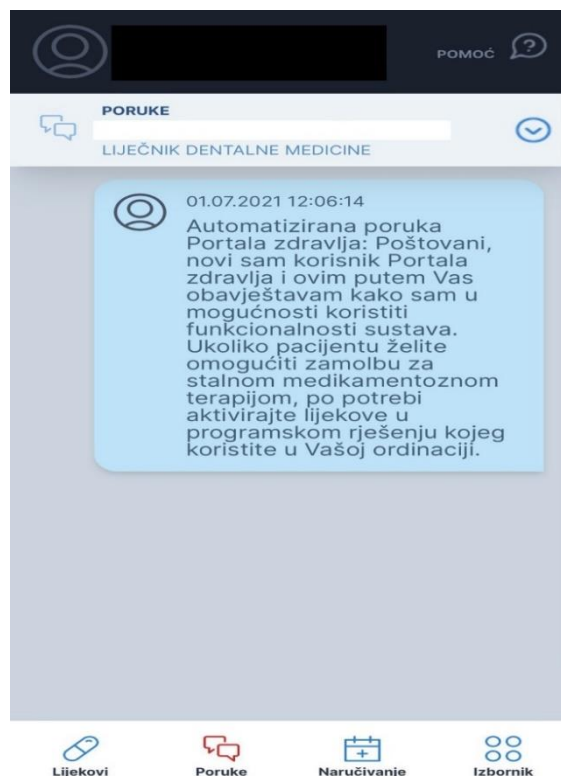 POMOĆ
PORUKE
LIJEČNIK DENTALNE MEDICINE
01.07.2021 12:06:14
Automatizirana poruka
Portala zdravlja: Poštovani,
novi sam korisnik Portala
zdravlja i ovim putem Vas
obavještavam kako sam u
mogućnosti koristiti
funkcionalnosti sustava.
Ukoliko pacijentu želite
omogućiti zamolbu za
stalnom medikamentoznom
terapijom, po potrebi
aktivirajte lijekove u
programskom rješenju kojeg
koristite u Vašoj ordinaciji.
Lijekovi Poruke Naručivanje Izbornik